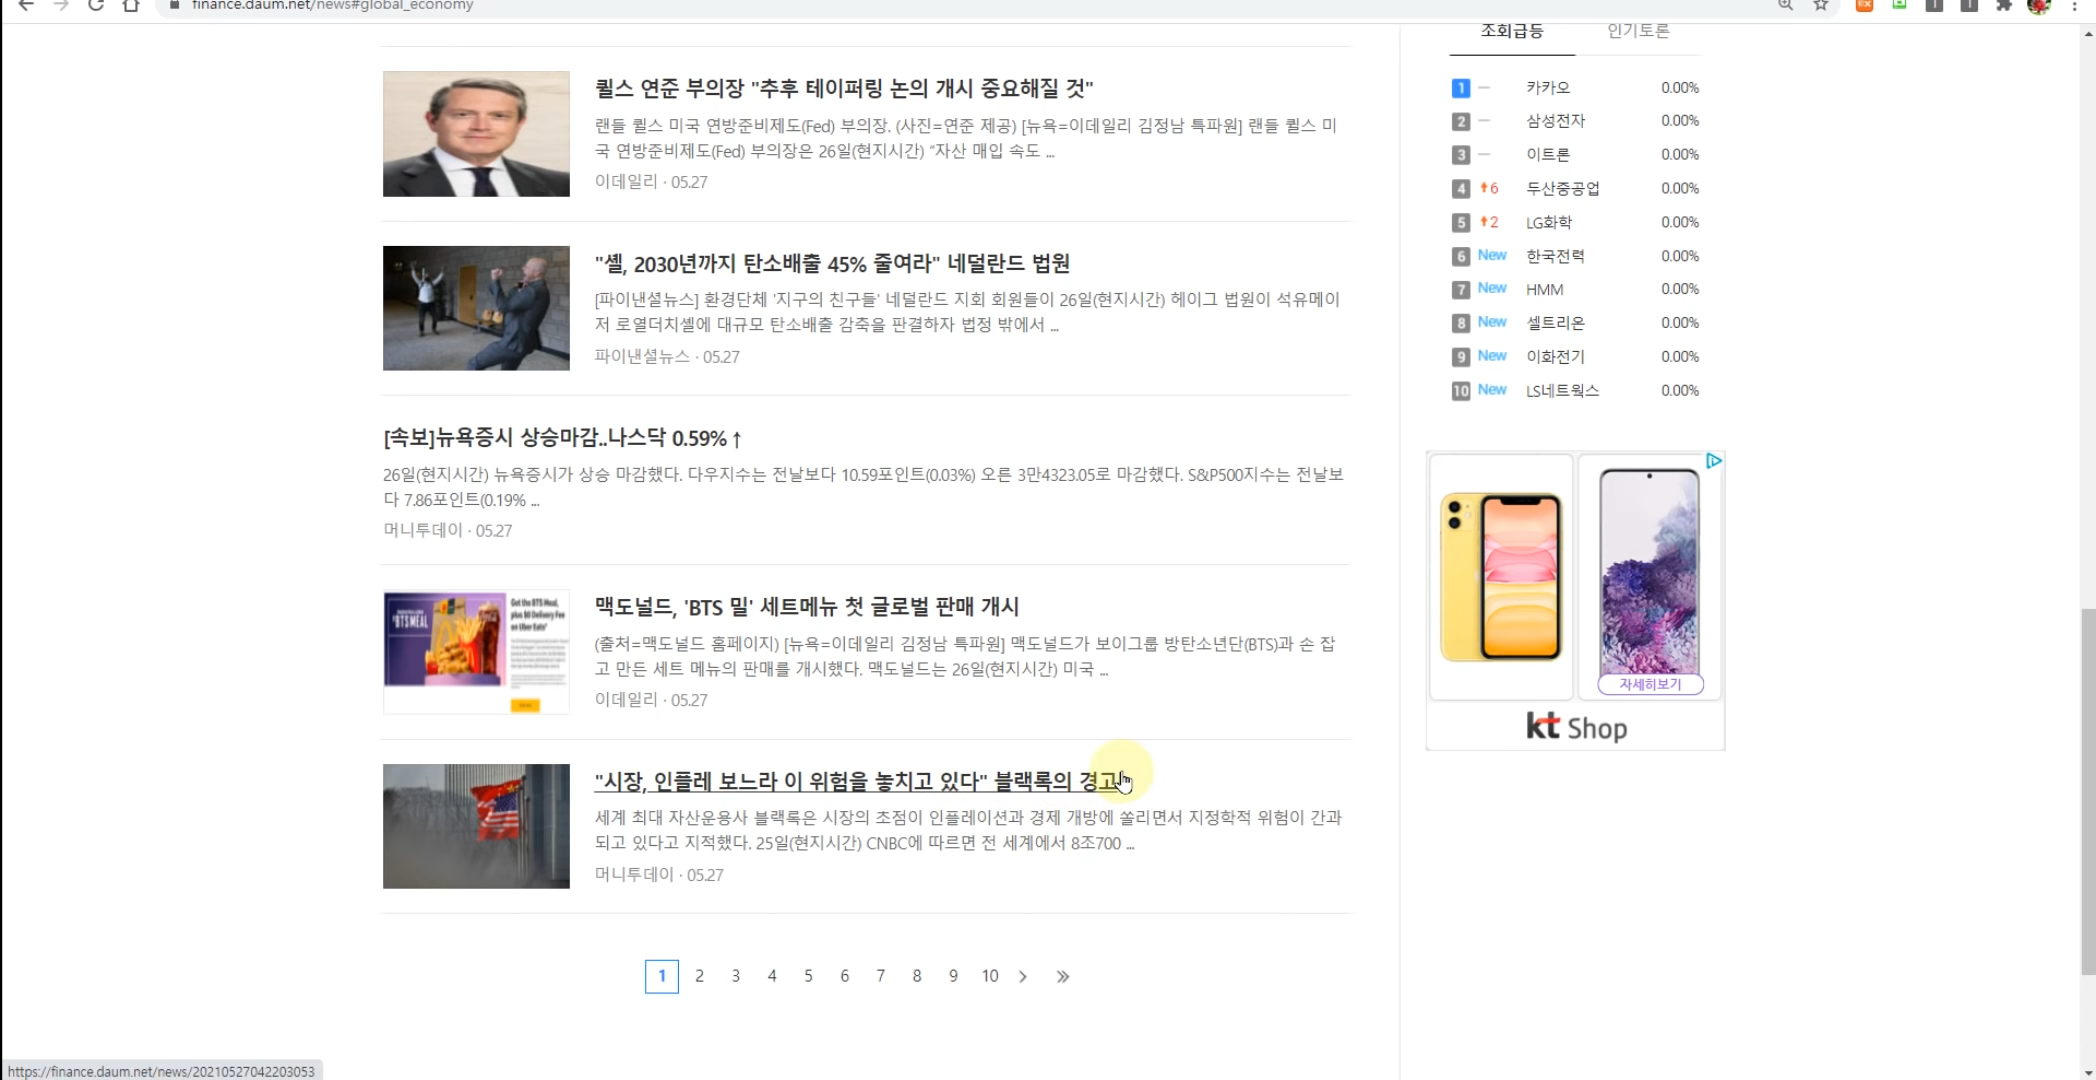 finance.daum.net/news#global_economy
퀄스 연준 부의장 "추후 테이퍼링 논의 개시 중요해질 것"
랜들 퀄스 미국 연방준비제도(Fed) 부의장. (사진=연준 제공) [뉴욕=이데일리 김정남 특파원] 랜들 퀄스 미
국 연방준비제도(Fed) 부의장은 26일(현지시간) “자산 매입 속도 ...
이데일리 · 05.27
"셸, 2030년까지 탄소배출 45% 줄여라" 네덜란드 법원
[파이낸셜뉴스] 환경단체 '지구의 친구들' 네덜란드 지회 회원들이 26일(현지시간) 헤이그 법원이 석유메이
저 로열더치셸에 대규모 탄소배출 감축을 판결하자 법정 밖에서 ...
파이낸셜뉴스 · 05.27
[속보]뉴욕증시 상승마감..나스닥 0.59%↑
26일(현지시간) 뉴욕증시가 상승 마감했다. 다우지수는 전날보다 10.59포인트(0.03%) 오른 3만4323.05로 마감했다. S&P500지수는 전날보
다 7.86포인트(0.19% ...
머니투데이 · 05.27
BTS MEAL
Get the BTS Meal,
plus $0 Delivery Fee
on Uber Eats
맥도널드, 'BTS 밀' 세트메뉴 첫 글로벌 판매 개시
(출처=맥도널드 홈페이지) [뉴욕=이데일리 김정남 특파원] 맥도널드가 보이그룹 방탄소년단(BTS)과 손 잡
고 만든 세트 메뉴의 판매를 개시했다. 맥도널드는 26일(현지시간) 미국 ...
이데일리 · 05.27
"시장, 인플레 보느라 이 위험을 놓치고 있다" 블랙록의 경고
세계 최대 자산운용사 블랙록은 시장의 초점이 인플레이션과 경제 개방에 쏠리면서 지정학적 위험이 간과
되고 있다고 지적했다. 25일(현지시간) CNBC에 따르면 전 세계에서 8조700 ...
머니투데이 · 05.27
1 2 3 4 5 6 7 8 9 10
조회급등 인기토론
1 카카오 0.00%
2 삼성전자 0.00%
3 이트론 0.00%
4 6 두산중공업 0.00%
5 2 LG화학 0.00%
6 New 한국전력 0.00%
7 New HMM 0.00%
8 New 셀트리온 0.00%
9 New 이화전기 0.00%
10 New LS네트웍스 0.00%
자세히보기
kt Shop
https://finance.daum.net/news/20210527042203053